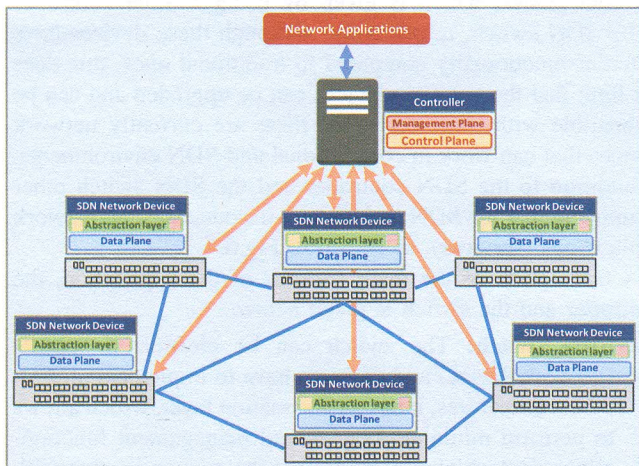 Network Applications
Controller
Management Plane
Control Plane
SDN Network Device
Abstraction layer
Data Plane
SDN Network Device
Abstraction layer
Data Plane
SDN Network Device
Abstraction layer
Data Plane
SDN Network Device
Abstraction layer
Data Plane
SDN Network Device
Abstraction layer
Data Plane
SDN Network Device
Abstraction layer
Data Plane